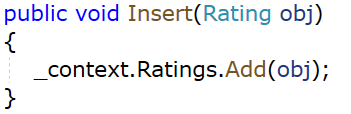 public void Insert(Rating obj)
{
    _context.Ratings.Add(obj);
}